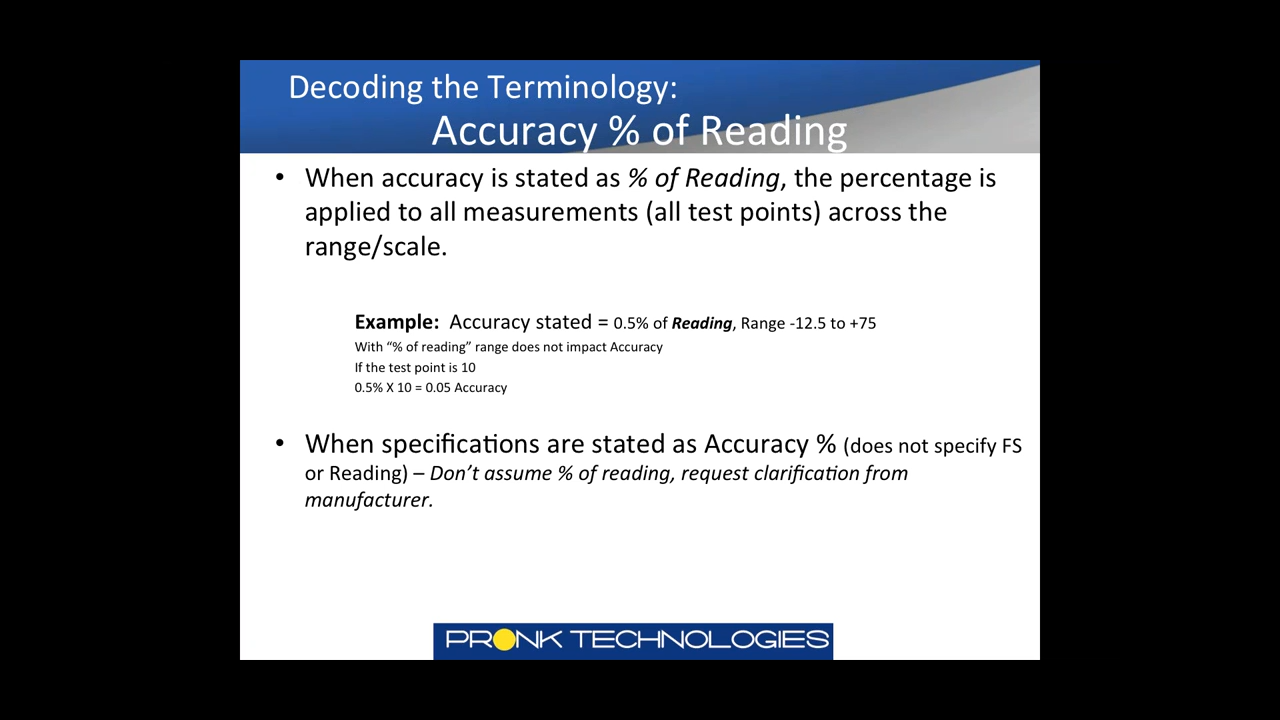 Decoding the Terminology:
Accuracy % of Reading
• When accuracy is stated as % of Reading, the percentage is
applied to all measurements (all test points) across the
range/scale.
Example: Accuracy stated = 0.5% of Reading, Range -12.5 to +75
With “% of reading” range does not impact Accuracy
If the test point is 10
0.5% X 10 = 0.05 Accuracy
• When specifications are stated as Accuracy % (does not specify FS
or Reading) – Don’t assume % of reading, request clarification from
manufacturer.
PRONK TECHNOLOGIES